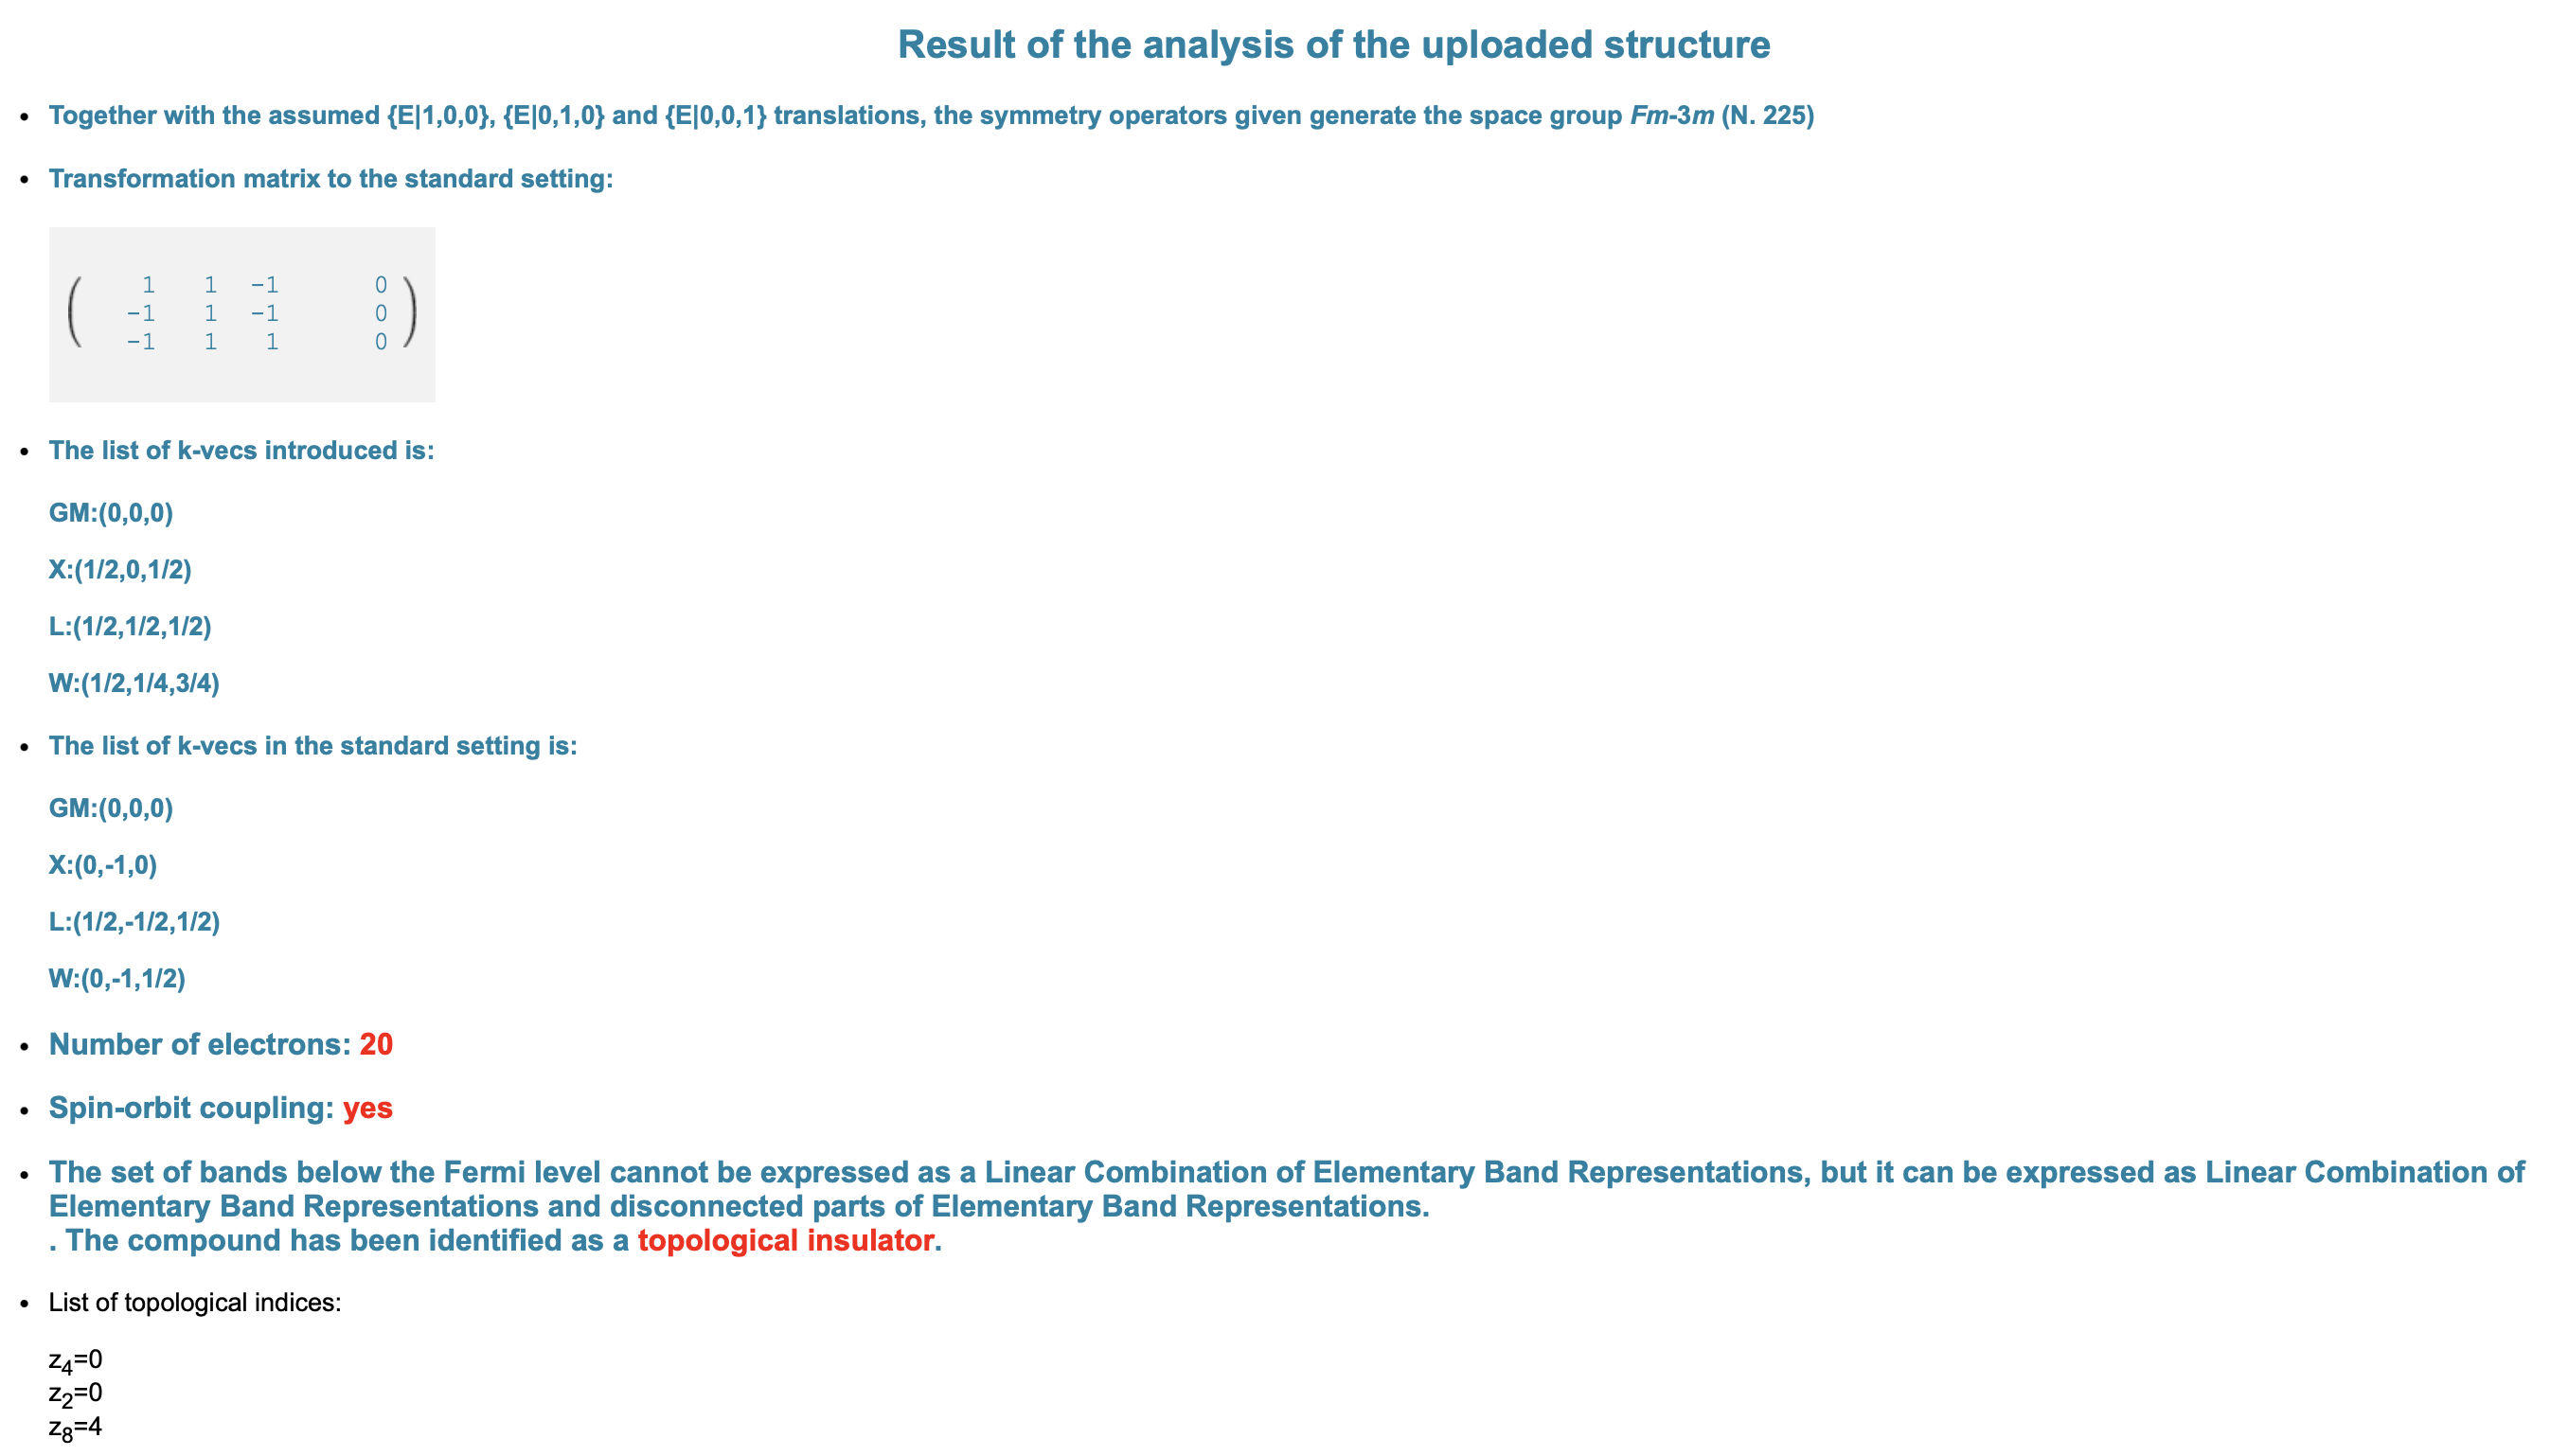 Result of the analysis of the uploaded structure
• Together with the assumed {E|1,0,0}, {E|0,1,0} and {E|0,0,1} translations, the symmetry operators given generate the space group Fm-3m (N. 225)
• Transformation matrix to the standard setting:
( 1 1 -1 0 )
-1 1 -1 0
-1 1 1 0
• The list of k-vecs introduced is:
GM:(0,0,0)
X:(1/2,0,1/2)
L:(1/2,1/2,1/2)
W:(1/2,1/4,3/4)
• The list of k-vecs in the standard setting is:
GM:(0,0,0)
X:(0,-1,0)
L:(1/2,-1/2,1/2)
W:(0,-1,1/2)
• Number of electrons: 20
• Spin-orbit coupling: yes
• The set of bands below the Fermi level cannot be expressed as a Linear Combination of Elementary Band Representations, but it can be expressed as Linear Combination of
Elementary Band Representations and disconnected parts of Elementary Band Representations.
. The compound has been identified as a topological insulator.
• List of topological indices:
z₄=0
z₂=0
z₈=4